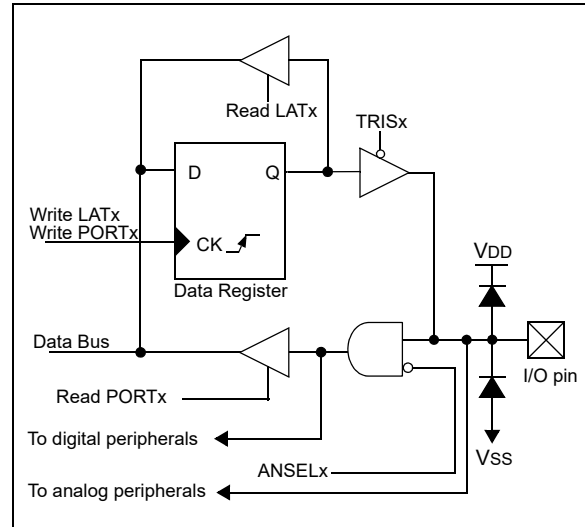 Read LATx
TRISx
D
Q
Write LATx
Write PORTx
CK
VDD
Data Register
Data Bus
I/O pin
Read PORTx
To digital peripherals
VSS
ANSELx
To analog peripherals